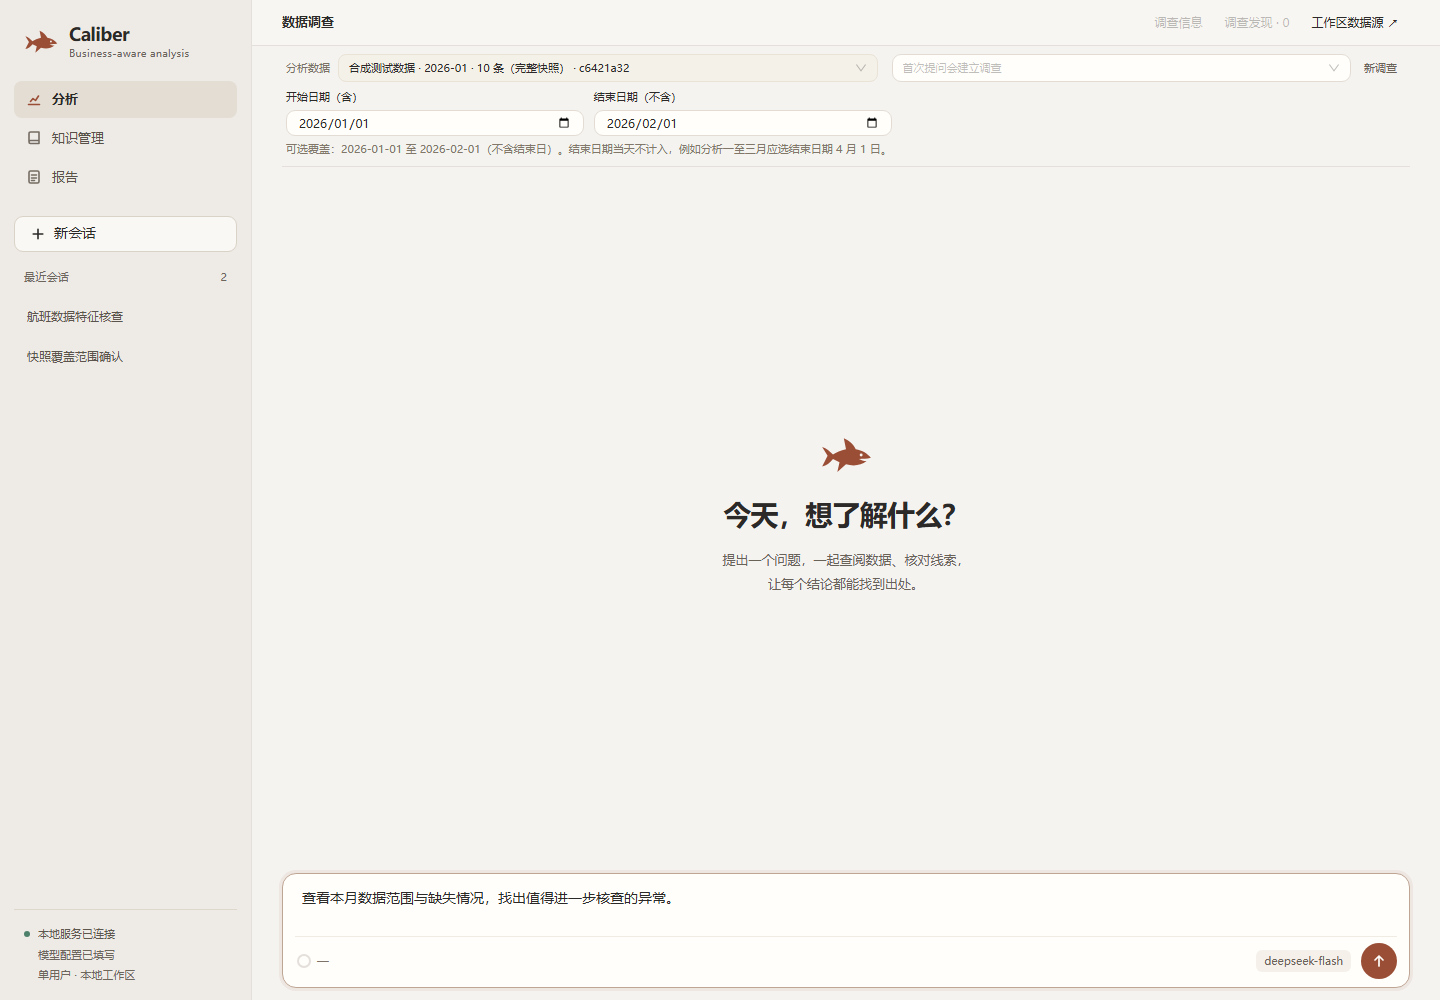 Caliber
Business-aware analysis
分析
知识管理
报告
新会话
最近会话 2
航班数据特征核查
快照覆盖范围确认
本地服务已连接
模型配置已填写
单用户 · 本地工作区
数据调查
调查信息 调查发现 · 0 工作区数据源 ↗
分析数据 合成测试数据 · 2026-01 · 10 条（完整快照） · c6421a32 首次提问会建立调查 新调查
开始日期（含） 结束日期（不含）
2026/01/01 2026/02/01
可选覆盖：2026-01-01 至 2026-02-01（不含结束日）。结束日期当天不计入，例如分析一至三月应选结束日期 4 月 1 日。
今天，想了解什么？
提出一个问题，一起查阅数据、核对线索，
让每个结论都能找到出处。
查看本月数据范围与缺失情况，找出值得进一步核查的异常。
— deepseek-flash